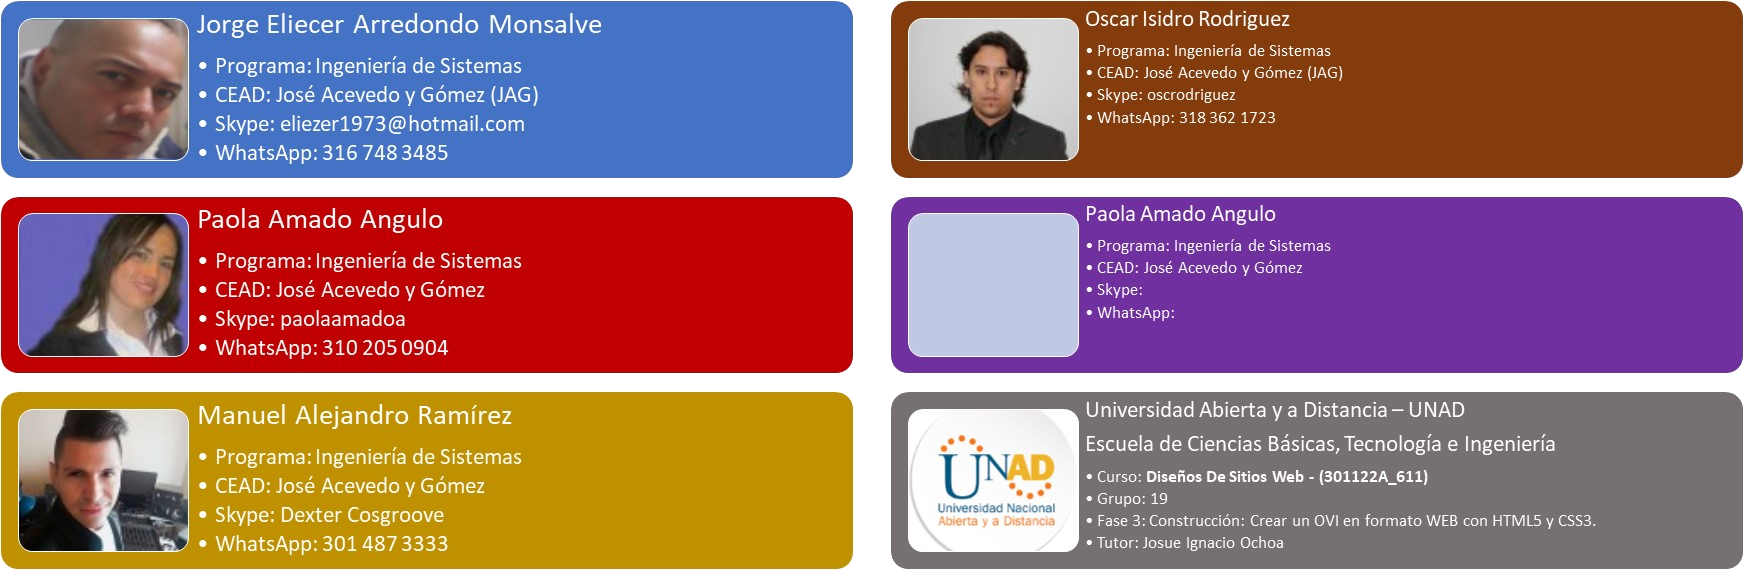 Jorge Eliecer Arredondo Monsalve
• Programa: Ingeniería de Sistemas
• CEAD: José Acevedo y Gómez (JAG)
• Skype: eliezer1973@hotmail.com
• WhatsApp: 316 748 3485
Oscar Isidro Rodriguez
• Programa: Ingeniería de Sistemas
• CEAD: José Acevedo y Gómez (JAG)
• Skype: oscrodriguez
• WhatsApp: 318 362 1723
Paola Amado Angulo
• Programa: Ingeniería de Sistemas
• CEAD: José Acevedo y Gómez
• Skype: paolaamadoa
• WhatsApp: 310 205 0904
Paola Amado Angulo
• Programa: Ingeniería de Sistemas
• CEAD: José Acevedo y Gómez
• Skype:
• WhatsApp:
Manuel Alejandro Ramírez
• Programa: Ingeniería de Sistemas
• CEAD: José Acevedo y Gómez
• Skype: Dexter Cosgroove
• WhatsApp: 301 487 3333
UNAD
Universidad Nacional
Abierta y a Distancia
Universidad Abierta y a Distancia – UNAD
Escuela de Ciencias Básicas, Tecnología e Ingeniería
• Curso: Diseños De Sitios Web - (301122A_611)
• Grupo: 19
• Fase 3: Construcción: Crear un OVI en formato WEB con HTML5 y CSS3.
• Tutor: Josue Ignacio Ochoa